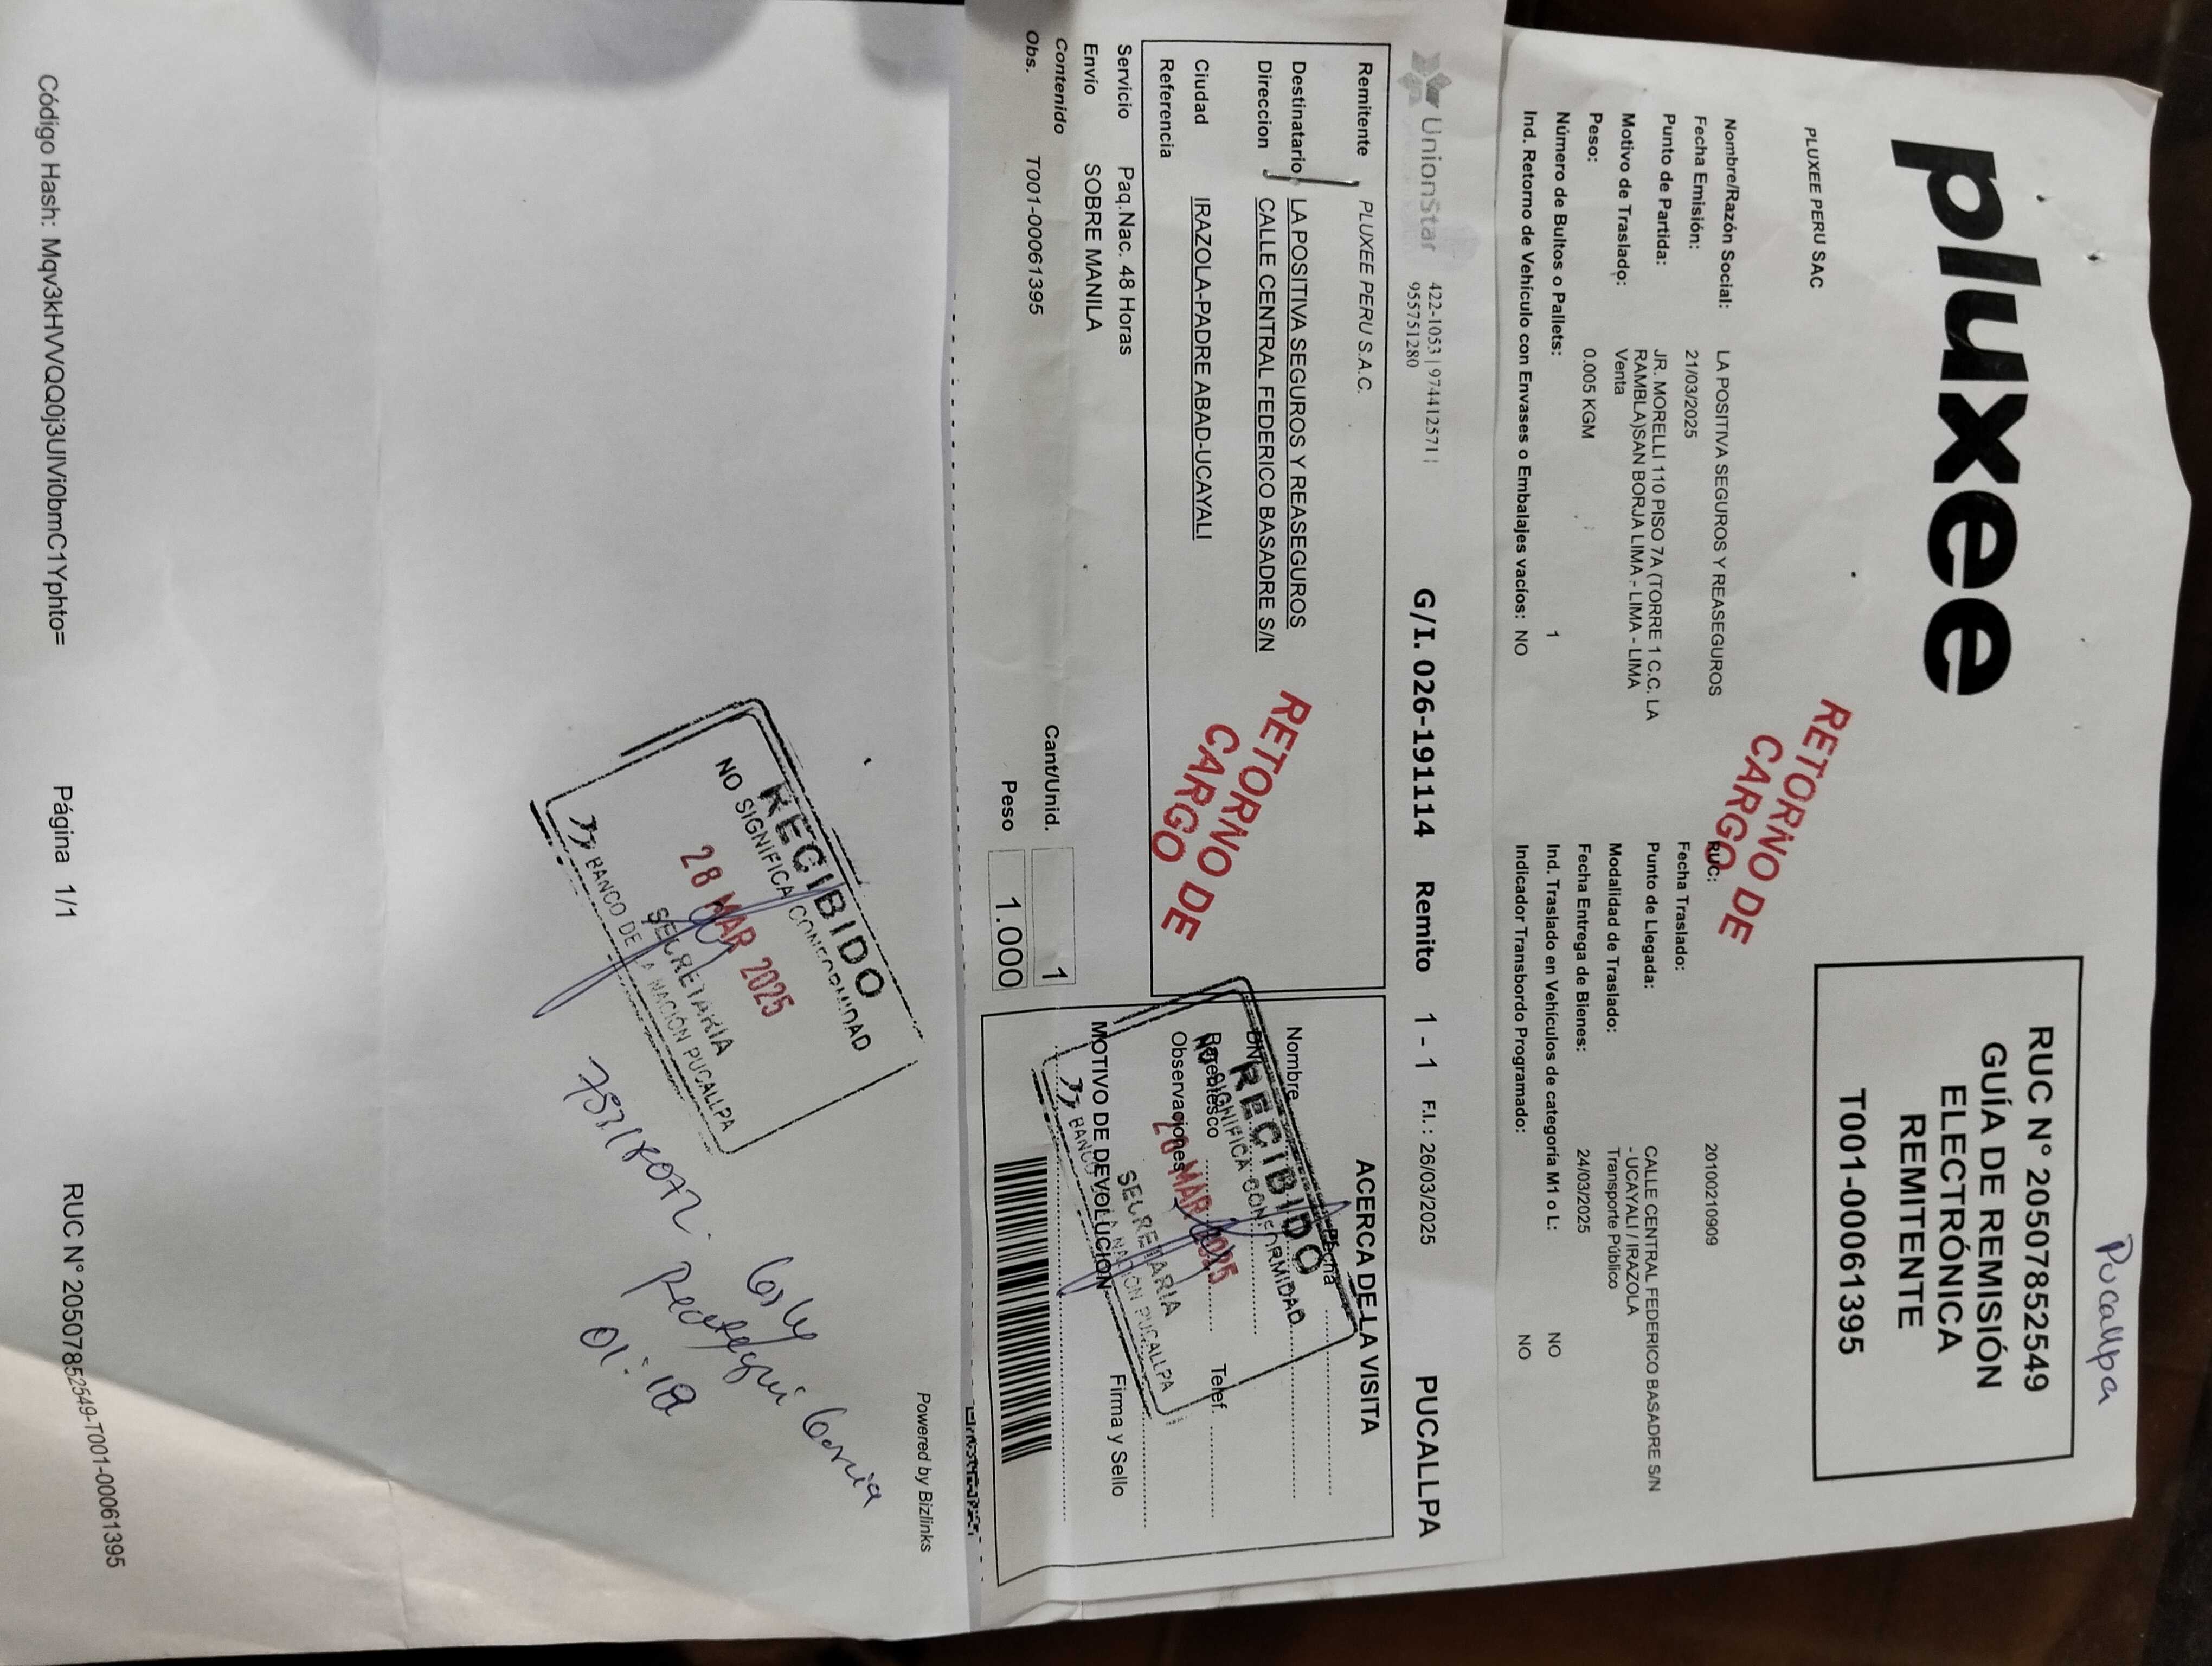 Pucallpa
pluxee
RUC N° 20507852549
GUÍA DE REMISIÓN
ELECTRÓNICA
REMITENTE
T001-00061395
PLUXEE PERU SAC
RETORNO DE
CARGO
Nombre/Razón Social: LA POSITIVA SEGUROS Y REASEGUROS RUC: 20100210909
Fecha Emisión: 21/03/2025 Fecha Traslado: 
Punto de Partida: JR. MORELLI 110 PISO 7A (TORRE 1 C.C. LA Punto de Llegada: CALLE CENTRAL FEDERICO BASADRE S/N
RAMBLA)SAN BORJA LIMA - LIMA - LIMA - UCAYALI / IRAZOLA
Motivo de Traslado: Venta Modalidad de Traslado: Transporte Público
Peso: 0.005 KGM Fecha Entrega de Bienes: 24/03/2025
Número de Bultos o Pallets: 1 Ind. Traslado en Vehículos de categoría M1 o L: NO
Ind. Retorno de Vehículo con Envases o Embalajes vacíos: NO Indicador Transbordo Programado: NO
UnionStar 422-1053 | 974412571 |
955751280
G/I. 026-191114 Remito 1 - 1 F.I.: 26/03/2025 PUCALLPA
Remitente PLUXEE PERU S.A.C.
Destinatario LA POSITIVA SEGUROS Y REASEGUROS
Direccion CALLE CENTRAL FEDERICO BASADRE S/N
Ciudad IRAZOLA-PADRE ABAD-UCAYALI
Referencia
RETORNO DE
CARGO
ACERCA DE LA VISITA
Fecha
Nombre
DNI
Parentesco Telef.
Observaciones
MOTIVO DE DEVOLUCION Firma y Sello
RECIBIDO
NO SIGNIFICA CONFORMIDAD
MAR 2025
SECRETARIA
BANCO DE LA NACIÓN PUCALLPA
Servicio Paq.Nac. 48 Horas
Envío SOBRE MANILA
Contenido Cant/Unid. 1
Obs. T001-00061395 Peso 1.000
Powered by Bizlinks
RECIBIDO
NO SIGNIFICA CONFORMIDAD
28 MAR 2025
SECRETARIA
BANCO DE LA NACIÓN PUCALLPA
Garcia
01:18
Código Hash: Mqv3kHVVQQ0j3UIVi0bmC1Yphto= Página 1/1 RUC N° 20507852549-T001-00061395